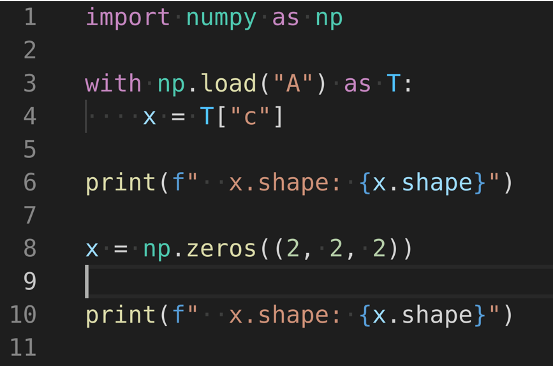 1 import numpy as np
2
3 with np.load("A") as T:
4     x = T["c"]
5
6 print(f"  x.shape: {x.shape}")
7
8 x = np.zeros((2, 2, 2))
9
10 print(f"  x.shape: {x.shape}")
11